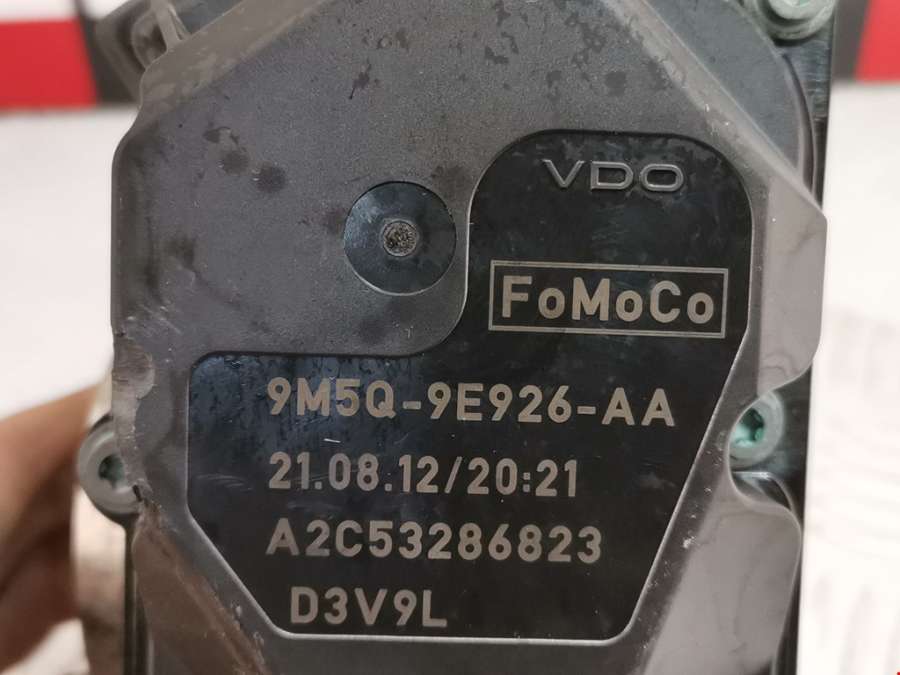 VDO
FoMoCo
9M5Q-9E926-AA
21.08.12/20:21
A2C53286823
D3V9L